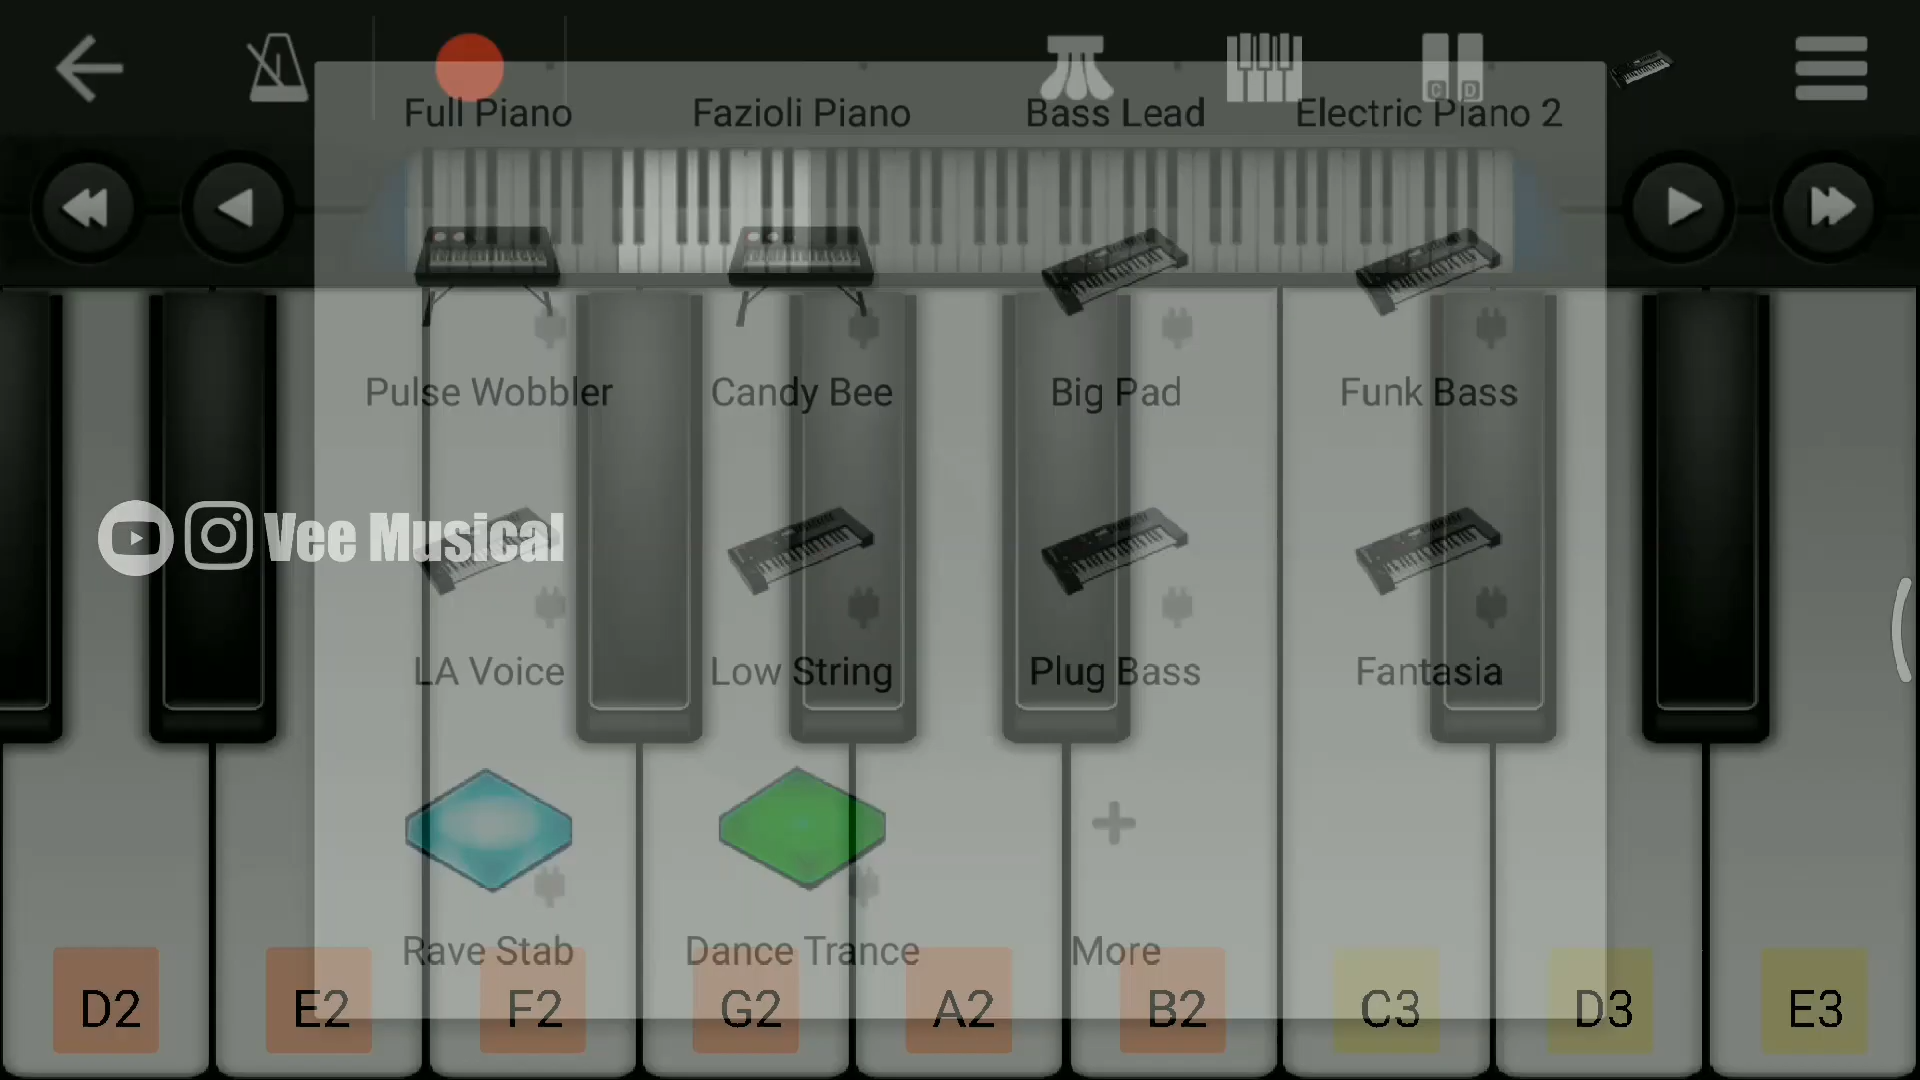 C D
Full Piano Fazioli Piano Bass Lead Electric Piano 2
Pulse Wobbler Candy Bee Big Pad Funk Bass
Vee Musical
LA Voice Low String Plug Bass Fantasia
Rave Stab Dance Trance More
D2 E2 F2 G2 A2 B2 C3 D3 E3